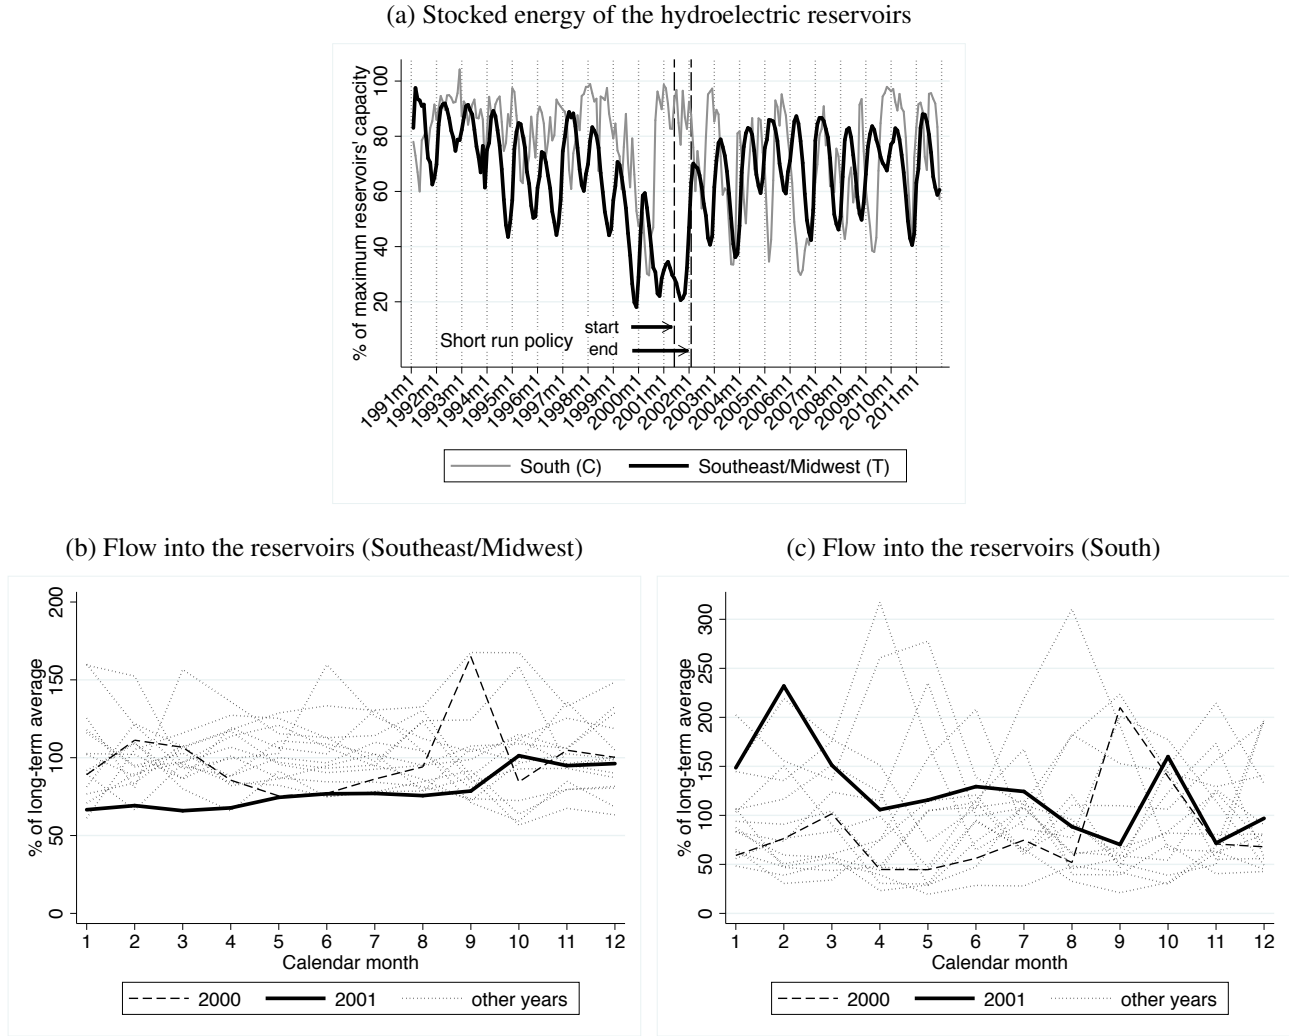 (a) Stocked energy of the hydroelectric reservoirs
% of maximum reservoirs' capacity
100
80
60
40
20
Short run policy
start
end
1991m1
1992m1
1993m1
1994m1
1995m1
1996m1
1997m1
1998m1
1999m1
2000m1
2001m1
2002m1
2003m1
2004m1
2005m1
2006m1
2007m1
2008m1
2009m1
2010m1
2011m1
South (C) Southeast/Midwest (T)
(b) Flow into the reservoirs (Southeast/Midwest)
% of long-term average
200
150
100
50
0
1 2 3 4 5 6 7 8 9 10 11 12
Calendar month
2000 2001 other years
(c) Flow into the reservoirs (South)
% of long-term average
300
250
200
150
100
50
0
1 2 3 4 5 6 7 8 9 10 11 12
Calendar month
2000 2001 other years